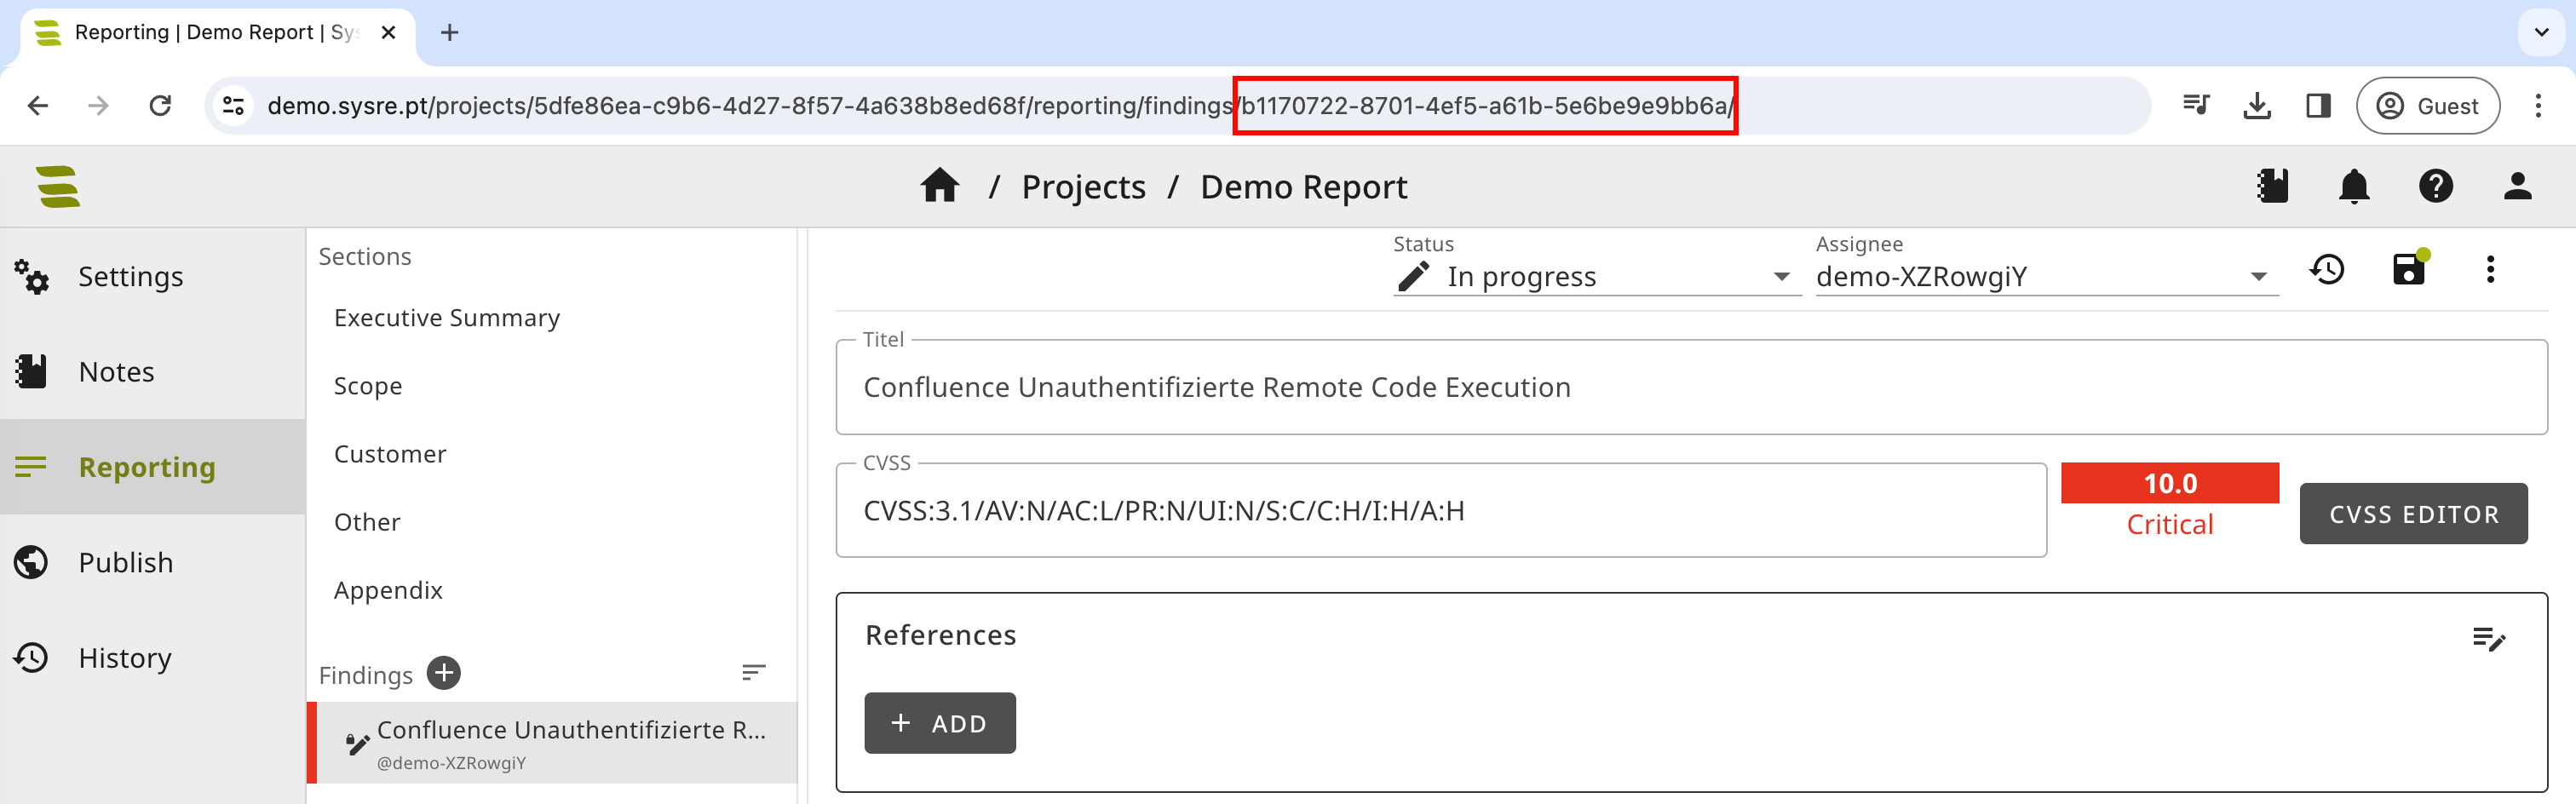 Reporting | Demo Report | Sys
demo.sysre.pt/projects/5dfe86ea-c9b6-4d27-8f57-4a638b8ed68f/reporting/findings/b1170722-8701-4ef5-a61b-5e6be9e9bb6a/
Guest
/ Projects / Demo Report
Settings
Notes
Reporting
Publish
History
Sections
Executive Summary
Scope
Customer
Other
Appendix
Findings
Confluence Unauthentifizierte R...
@demo-XZRowgiY
Status
In progress
Assignee
demo-XZRowgiY
Titel
Confluence Unauthentifizierte Remote Code Execution
CVSS
CVSS:3.1/AV:N/AC:L/PR:N/UI:N/S:C/C:H/I:H/A:H
10.0
Critical
CVSS EDITOR
References
+ ADD